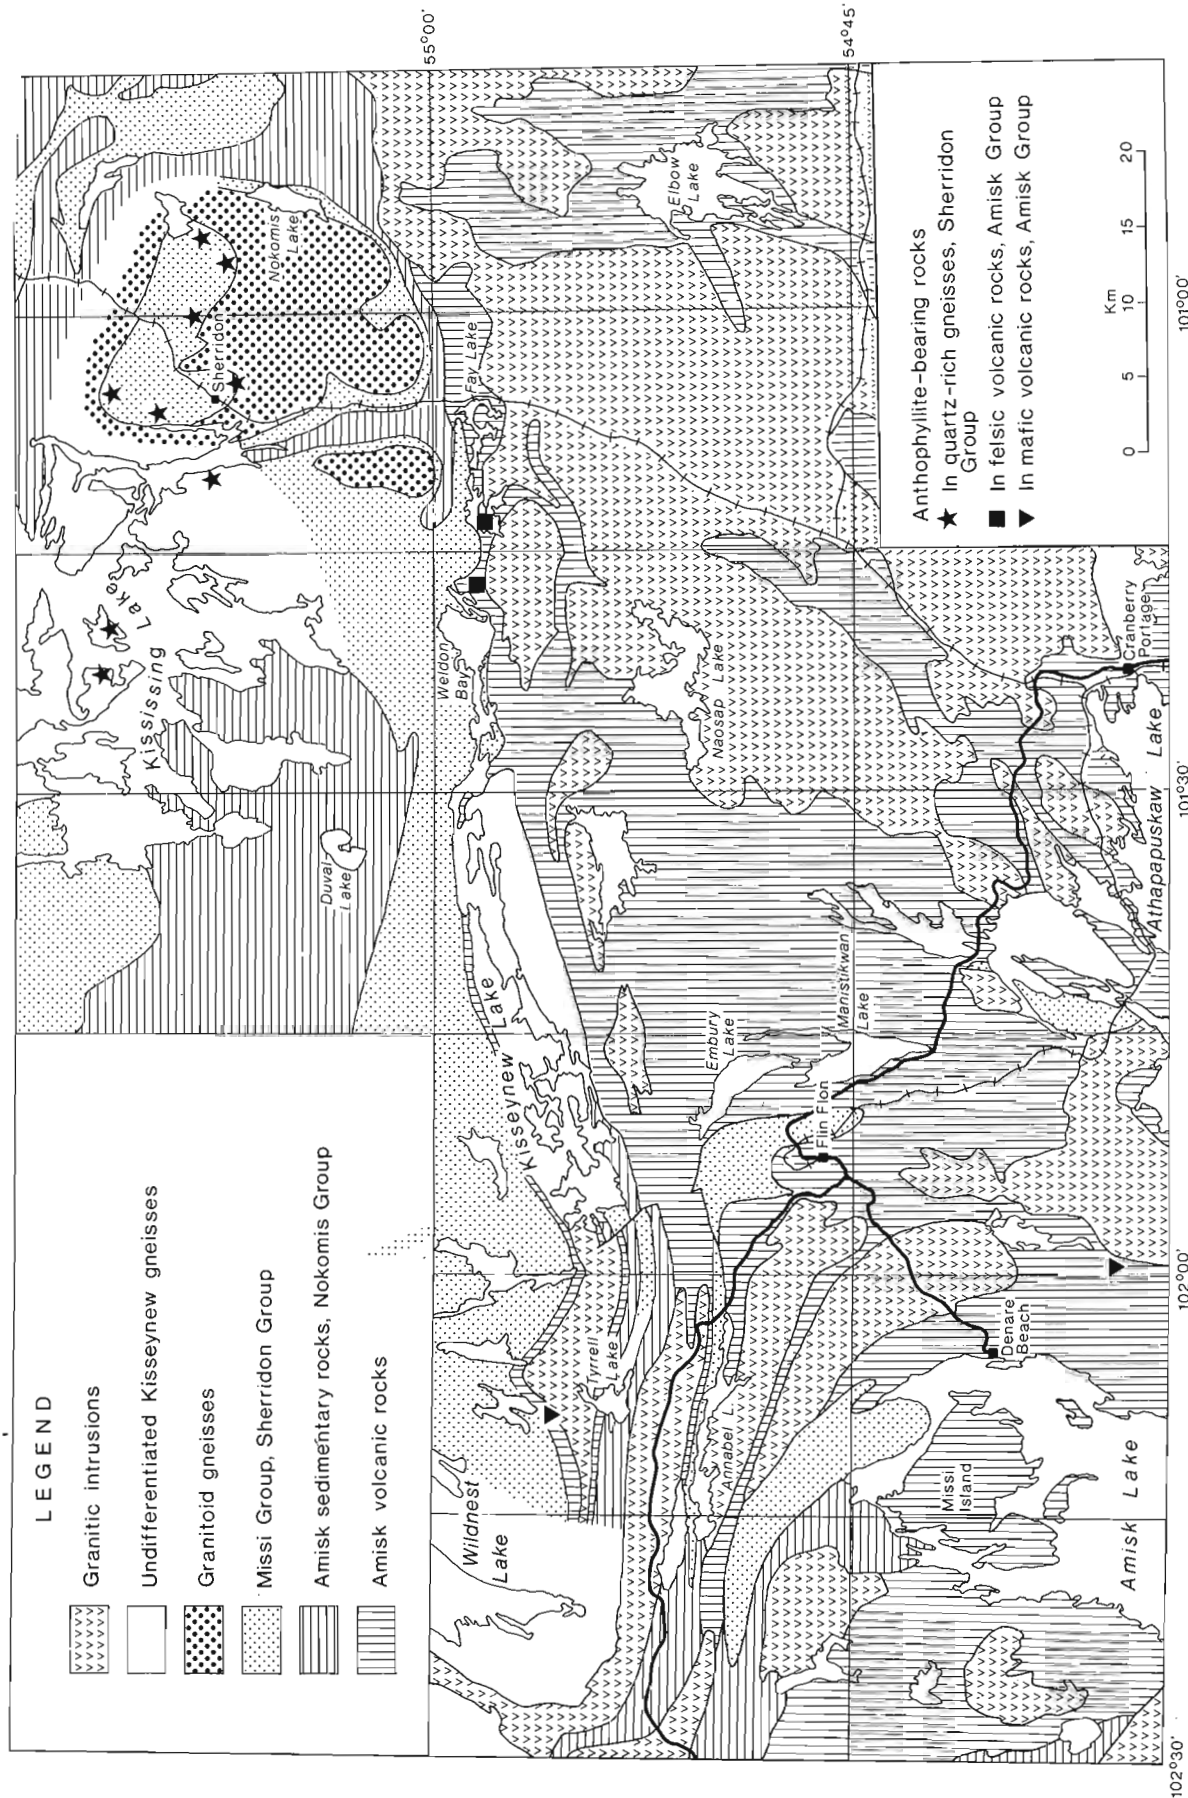 LEGEND
Granitic intrusions
Undifferentiated Kisseynew gneisses
Granitoid gneisses
Missi Group, Sherridon Group
Amisk sedimentary rocks, Nokomis Group
Amisk volcanic rocks
Kississing
Lake
Duval
Lake
Sherridon
Nokomis
Lake
55°00'
Wildnest
Lake
Tyrrell
Lake
Kisseynew
Lake
Weldon
Bay
Fay Lake
Annabel L.
Embury
Lake
Naosap Lake
Elbow
Lake
Flin Flon
Manistikwan
Lake
54°45'
Missi
Island
Denare
Beach
Amisk Lake
Athapapuskaw Lake
Cranberry
Portage
Anthophyllite-bearing rocks
In quartz-rich gneisses, Sherridon
Group
In felsic volcanic rocks, Amisk Group
In mafic volcanic rocks, Amisk Group
Km
0 5 10 15 20
102°30'
102°00'
101°30'
101°00'